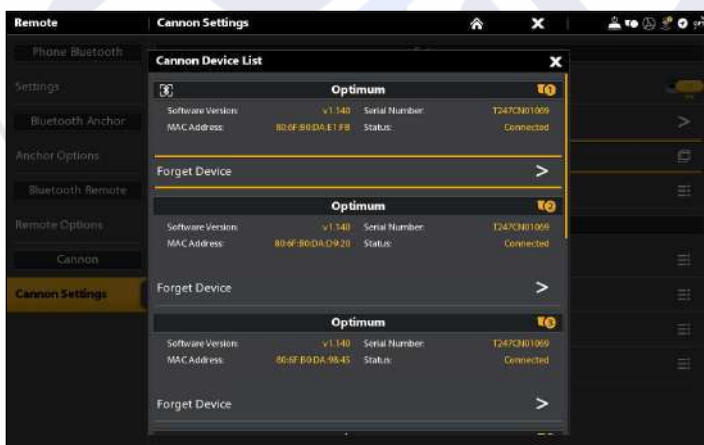 Remote
Cannon Settings
Phone Bluetooth
Settings
Bluetooth Anchor
Anchor Options
Bluetooth Remote
Remote Options
Cannon
Cannon Settings
Cannon Device List
Optimum
1
Software Version: v1.140 Serial Number: T247CN01069
MAC Address: 80:6F:B0:DA:E1:FB Status: Connected
Forget Device
Optimum
2
Software Version: v1.140 Serial Number: T247CN01069
MAC Address: 80:6F:B0:DA:D9:20 Status: Connected
Forget Device
Optimum
3
Software Version: v1.140 Serial Number: T247CN01069
MAC Address: 80:6F:B0:DA:98:45 Status: Connected
Forget Device